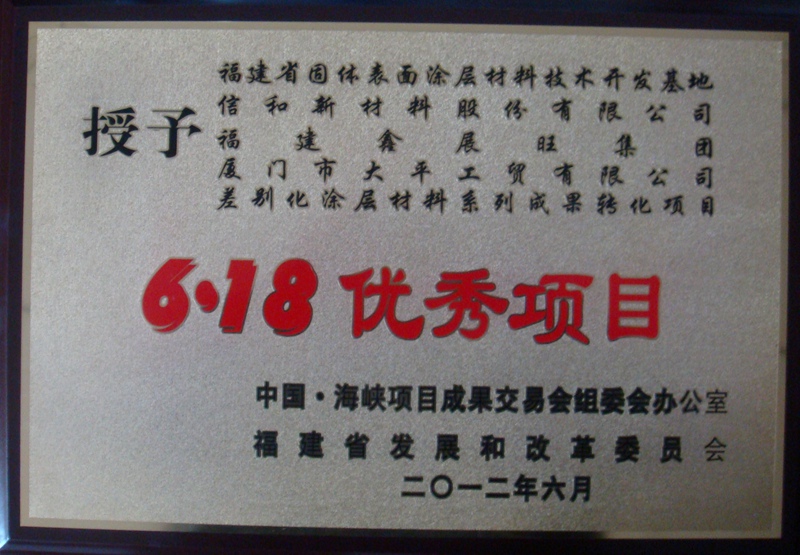 授予
福建省固体表面涂层材料技术开发基地
信和新材料股份有限公司
福建鑫展旺集团
厦门市大平工贸有限公司
差别化涂层材料系列成果转化项目
6·18优秀项目
中国·海峡项目成果交易会组委会办公室
福建省发展和改革委员会
二〇一二年六月